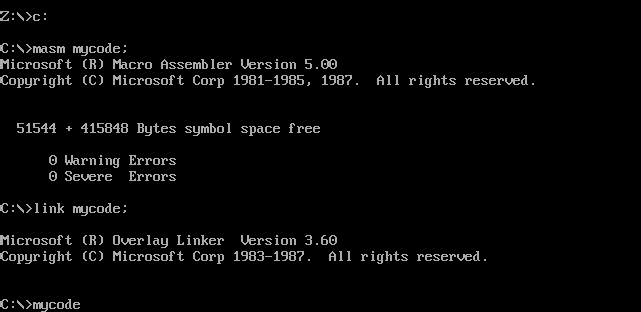 Z:\>c:
C:\>masm mycode;
Microsoft (R) Macro Assembler Version 5.00
Copyright (C) Microsoft Corp 1981-1985, 1987.  All rights reserved.
51544 + 415848 Bytes symbol space free
0 Warning Errors
0 Severe  Errors
C:\>link mycode;
Microsoft (R) Overlay Linker  Version 3.60
Copyright (C) Microsoft Corp 1983-1987.  All rights reserved.
C:\>mycode